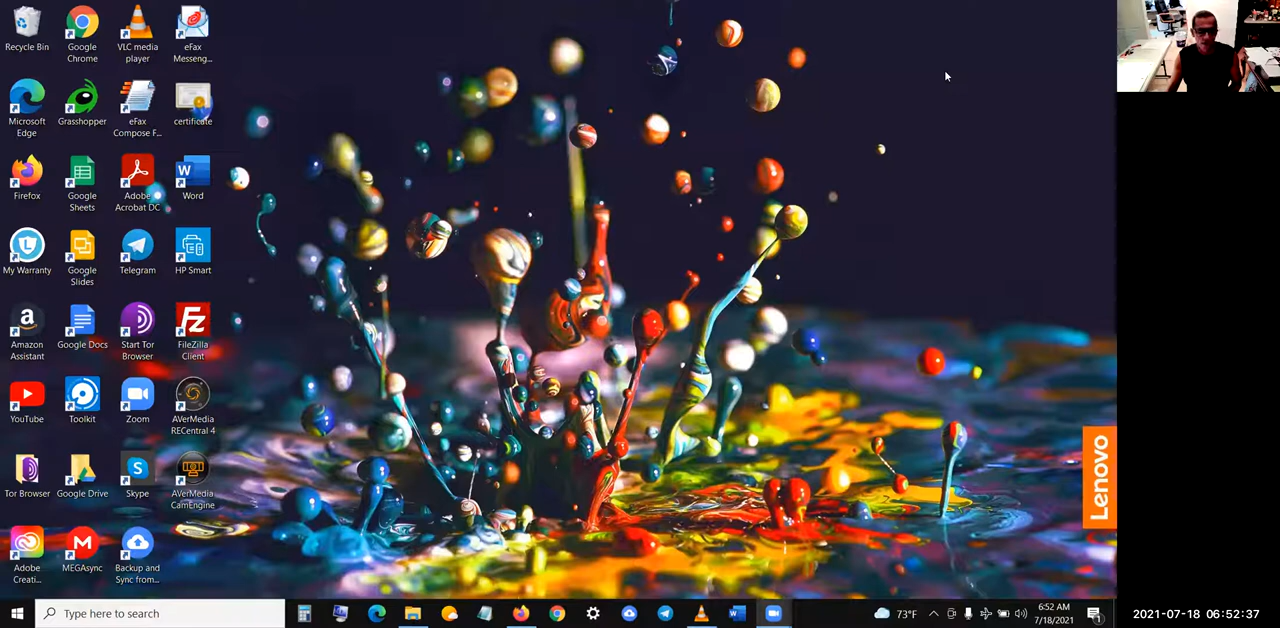 Recycle Bin
Google
Chrome
VLC media
player
eFax
Messeng...
Microsoft
Edge
Grasshopper
eFax
Compose F...
certificate
Firefox
Google
Sheets
Adobe
Acrobat DC
Word
My Warranty
Google
Slides
Telegram
HP Smart
Amazon
Assistant
Google Docs
Start Tor
Browser
FileZilla
Client
YouTube
Toolkit
Zoom
AVerMedia
RECentral 4
Tor Browser
Google Drive
Skype
AVerMedia
CamEngine
Adobe
Creati...
MEGAsync
Backup and
Sync from...
Lenovo
Type here to search
73°F
6:52 AM
7/18/2021
2021-07-18 06:52:37